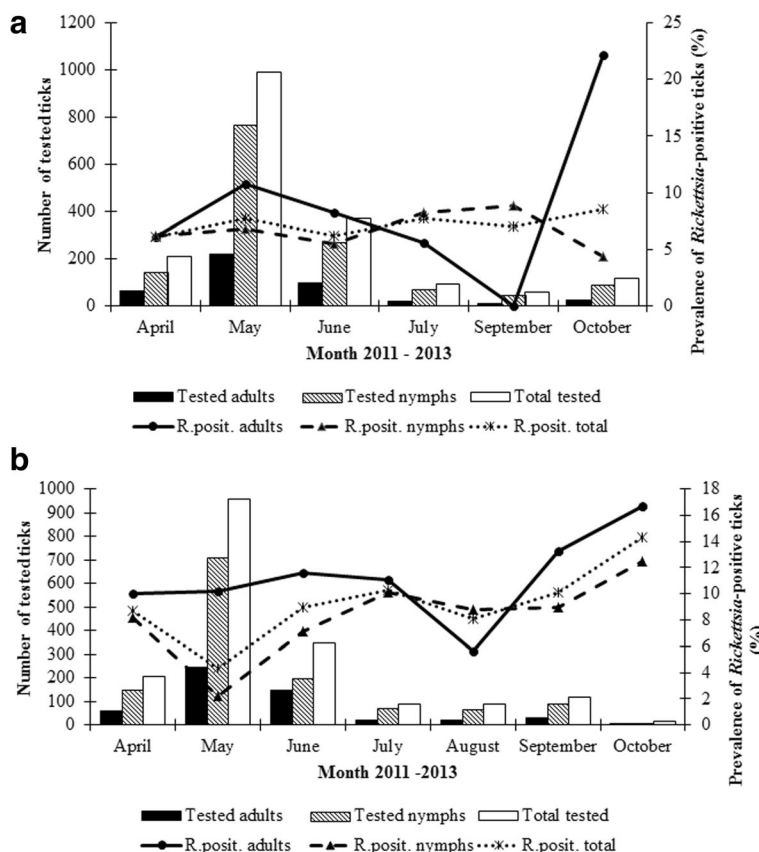 a
1200
1000
800
600
400
200
0
Number of tested ticks
25
20
15
10
5
0
Prevalence of Rickettsia-positive ticks (%)
April May June July September October
Month 2011 - 2013
Tested adults Tested nymphs Total tested
R.posit. adults R.posit. nymphs R.posit. total
b
1000
900
800
700
600
500
400
300
200
100
0
Number of tested ticks
18
16
14
12
10
8
6
4
2
0
Prevalence of Rickettsia-positive ticks
(%)
April May June July August September October
Month 2011 -2013
Tested adults Tested nymphs Total tested
R.posit. adults R.posit. nymphs R.posit. total